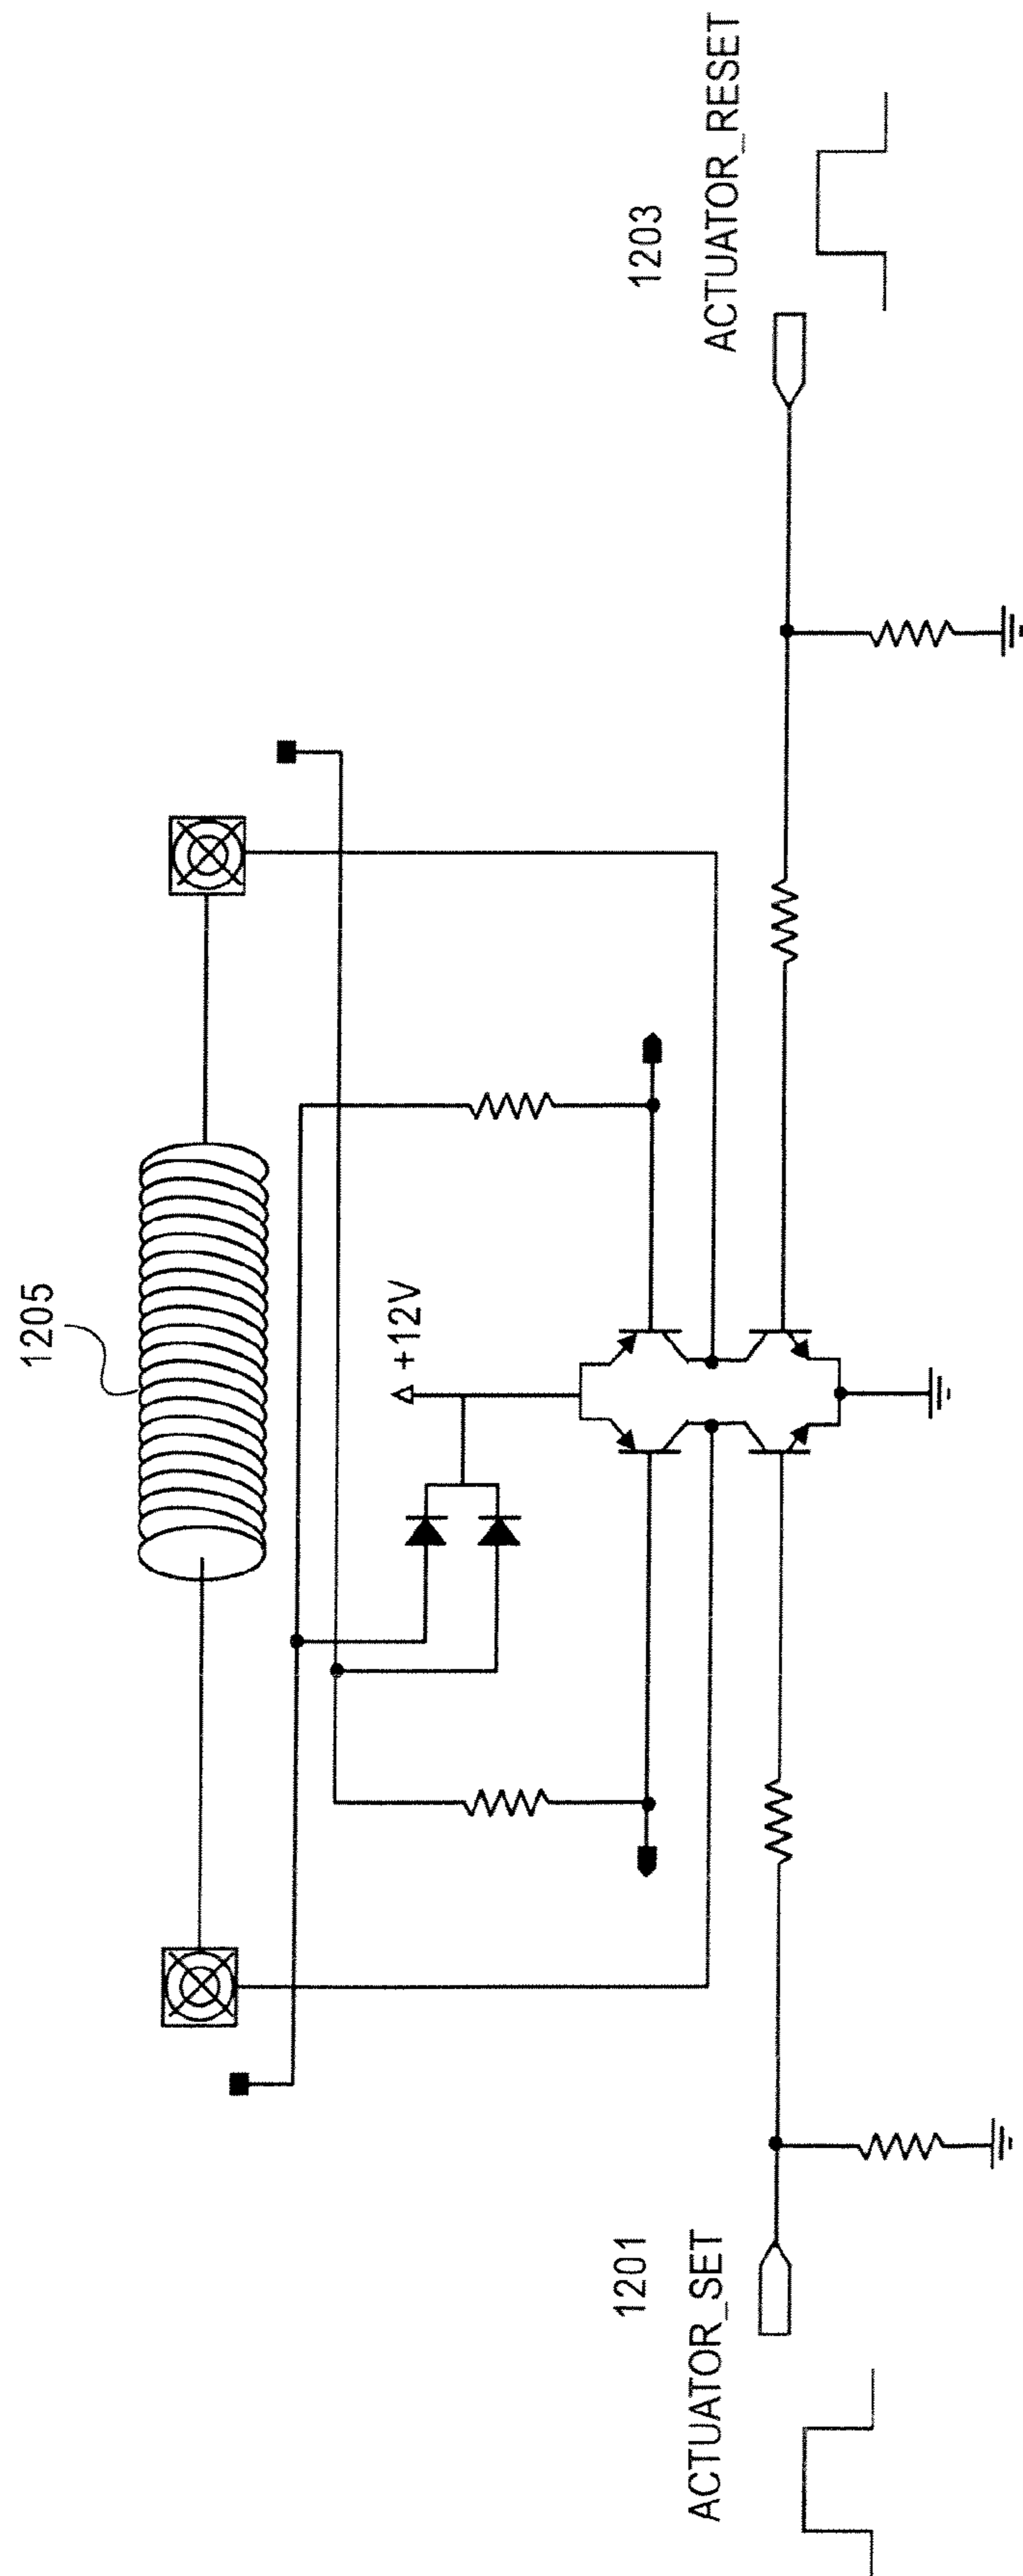 1205
+12V
1201
ACTUATOR_SET
1203
ACTUATOR_RESET